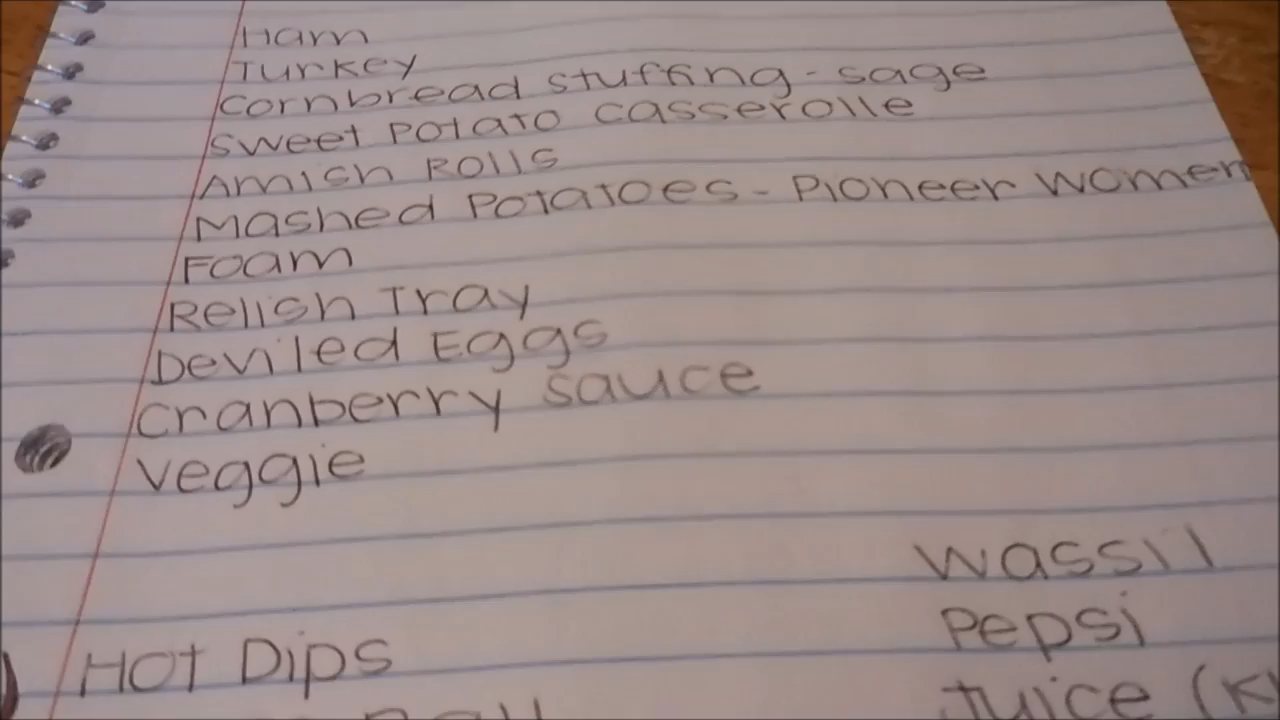 Ham
Turkey
Cornbread stuffing - sage
Sweet Potato casserolle
Amish Rolls
Mashed Potatoes - Pioneer Women
Foam
Relish Tray
Deviled Eggs
Cranberry sauce
Veggie
Wassil
Pepsi
Hot Dips
Juice (K